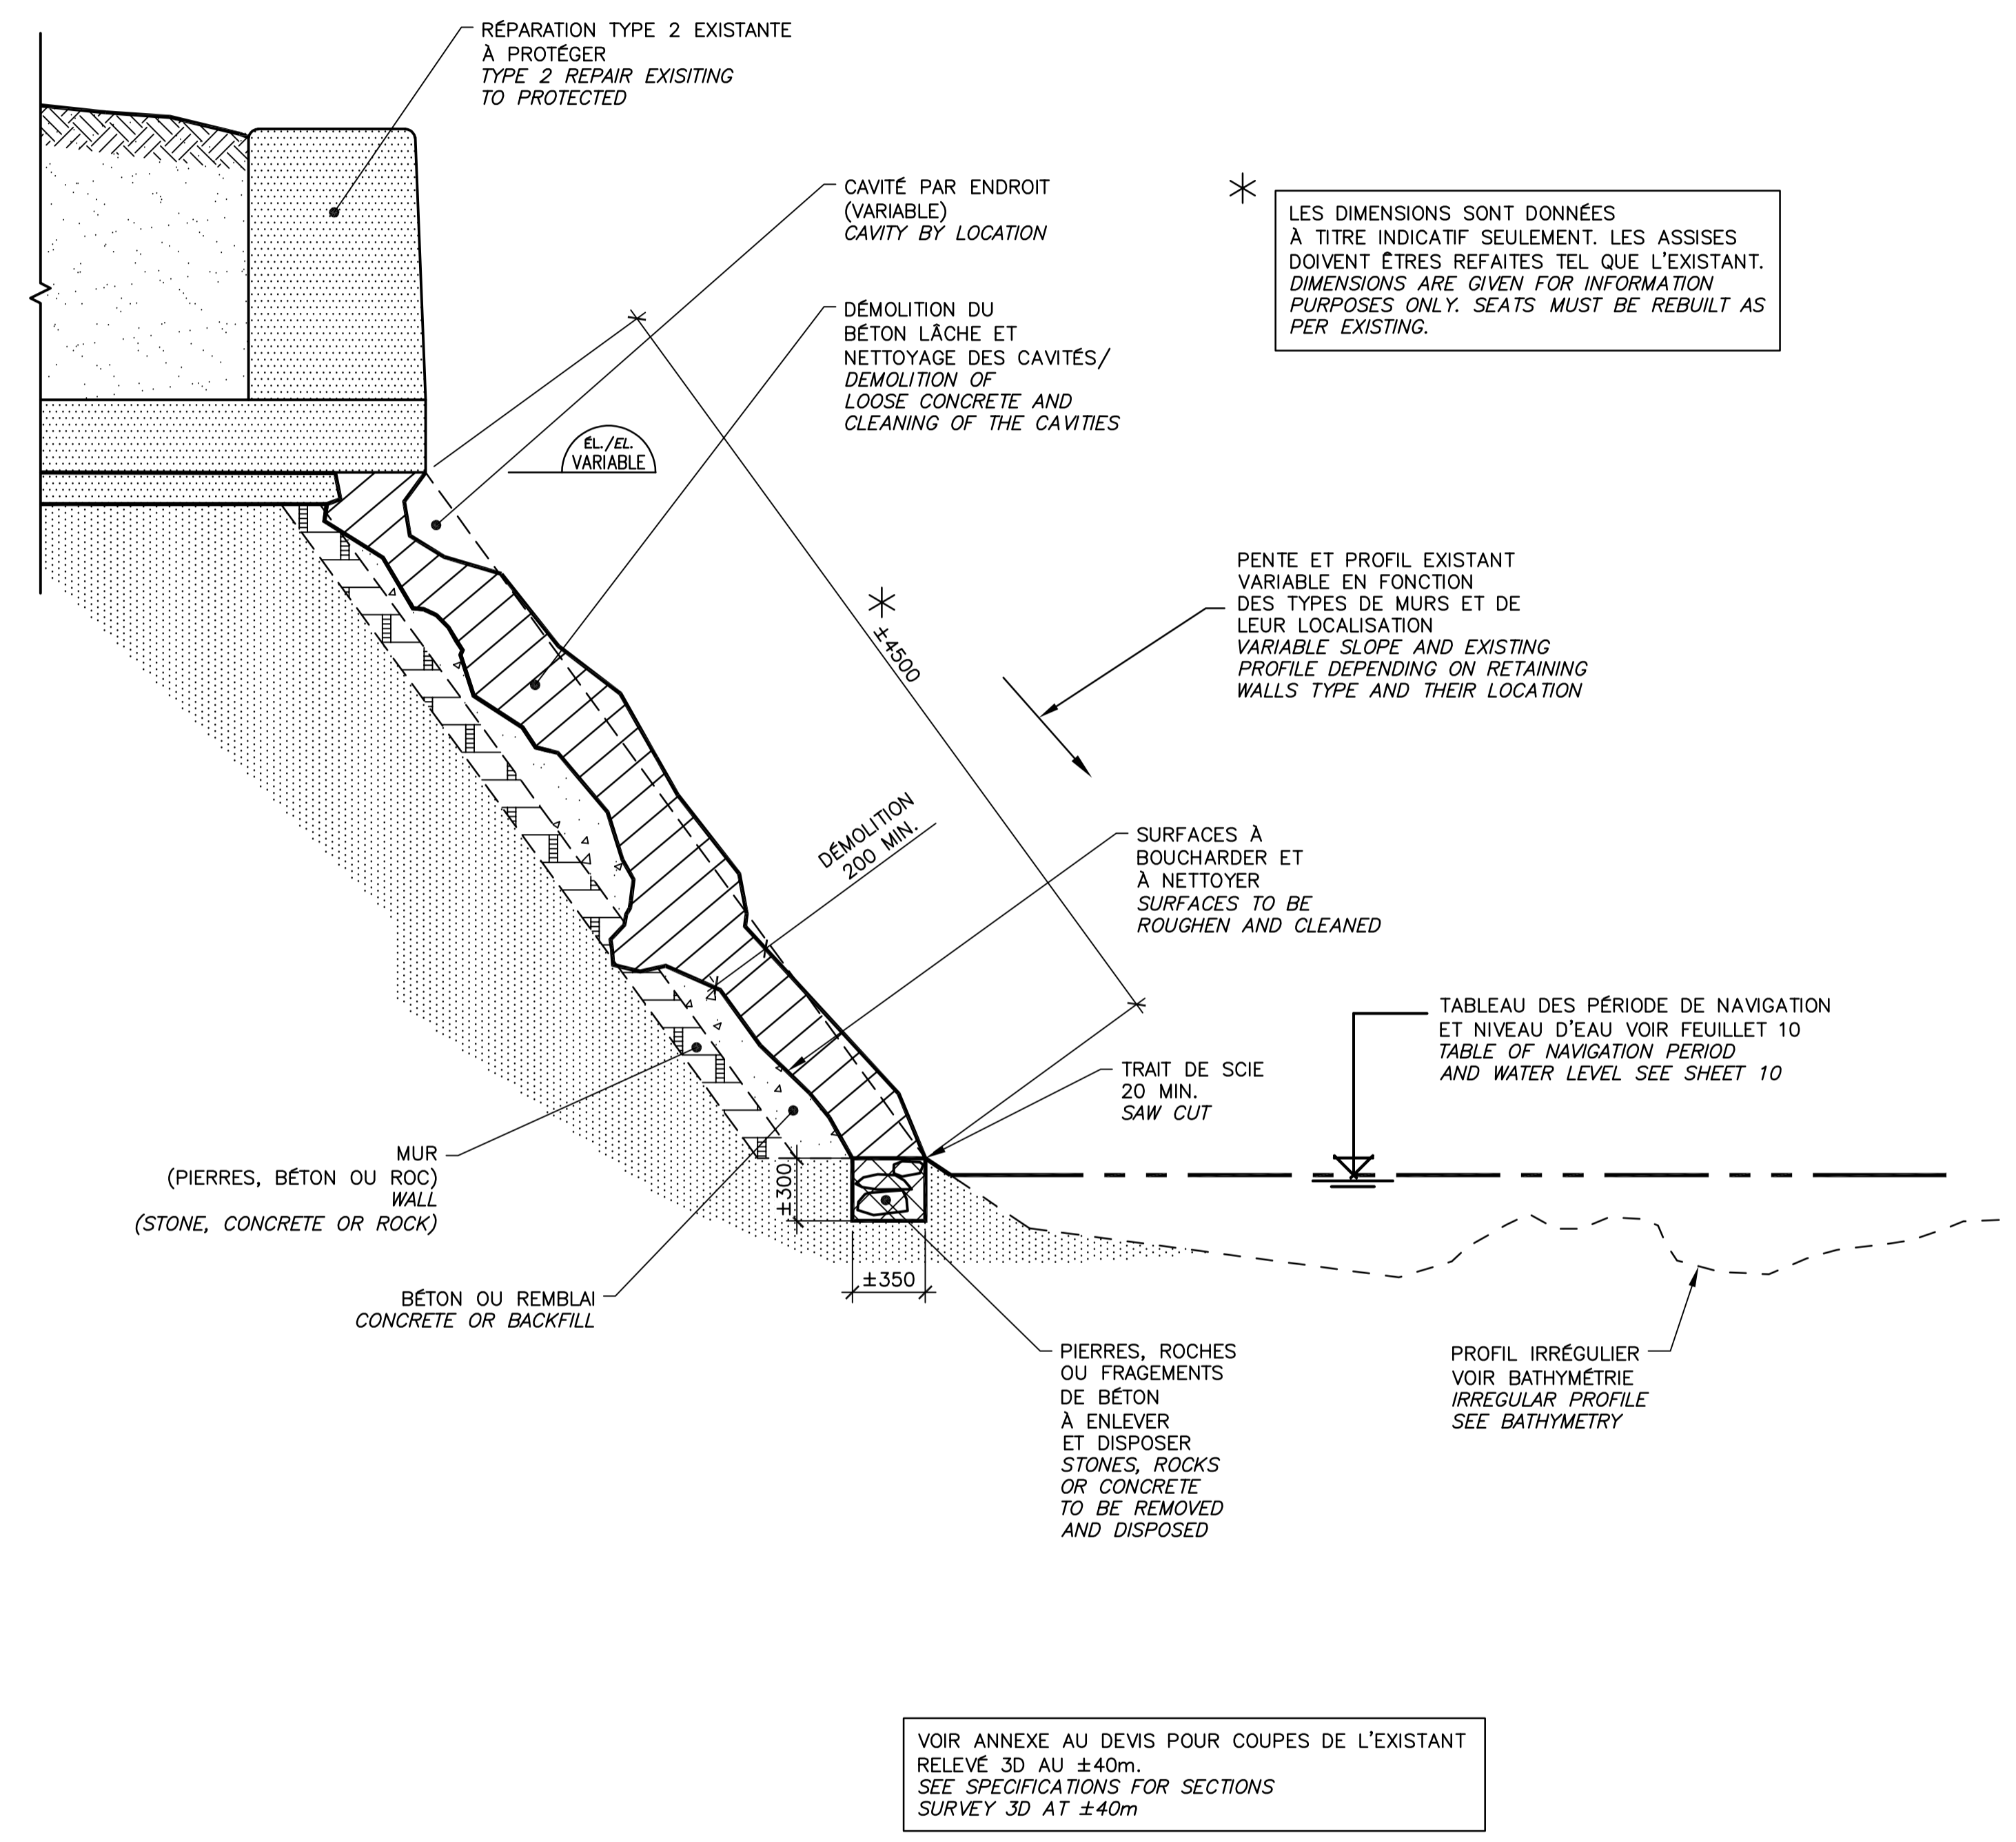 RÉPARATION TYPE 2 EXISTANTE
À PROTÉGER
TYPE 2 REPAIR EXISITING
TO PROTECTED
CAVITÉ PAR ENDROIT
(VARIABLE)
CAVITY BY LOCATION
LES DIMENSIONS SONT DONNÉES
À TITRE INDICATIF SEULEMENT. LES ASSISES
DOIVENT ÊTRES REFAITES TEL QUE L'EXISTANT.
DIMENSIONS ARE GIVEN FOR INFORMATION
PURPOSES ONLY. SEATS MUST BE REBUILT AS
PER EXISTING.
DÉMOLITION DU
BÉTON LÂCHE ET
NETTOYAGE DES CAVITÉS/
DEMOLITION OF
LOOSE CONCRETE AND
CLEANING OF THE CAVITIES
ÉL./EL.
VARIABLE
±4500
PENTE ET PROFIL EXISTANT
VARIABLE EN FONCTION
DES TYPES DE MURS ET DE
LEUR LOCALISATION
VARIABLE SLOPE AND EXISTING
PROFILE DEPENDING ON RETAINING
WALLS TYPE AND THEIR LOCATION
DÉMOLITION
200 MIN.
SURFACES À
BOUCHARDER ET
À NETTOYER
SURFACES TO BE
ROUGHEN AND CLEANED
TABLEAU DES PÉRIODE DE NAVIGATION
ET NIVEAU D'EAU VOIR FEUILLET 10
TABLE OF NAVIGATION PERIOD
AND WATER LEVEL SEE SHEET 10
TRAIT DE SCIE
20 MIN.
SAW CUT
MUR
(PIERRES, BÉTON OU ROC)
WALL
(STONE, CONCRETE OR ROCK)
±300
±350
BÉTON OU REMBLAI
CONCRETE OR BACKFILL
PIERRES, ROCHES
OU FRAGEMENTS
DE BÉTON
À ENLEVER
ET DISPOSER
STONES, ROCKS
OR CONCRETE
TO BE REMOVED
AND DISPOSED
PROFIL IRRÉGULIER
VOIR BATHYMÉTRIE
IRREGULAR PROFILE
SEE BATHYMETRY
VOIR ANNEXE AU DEVIS POUR COUPES DE L'EXISTANT
RELEVÉ 3D AU ±40m.
SEE SPECIFICATIONS FOR SECTIONS
SURVEY 3D AT ±40m